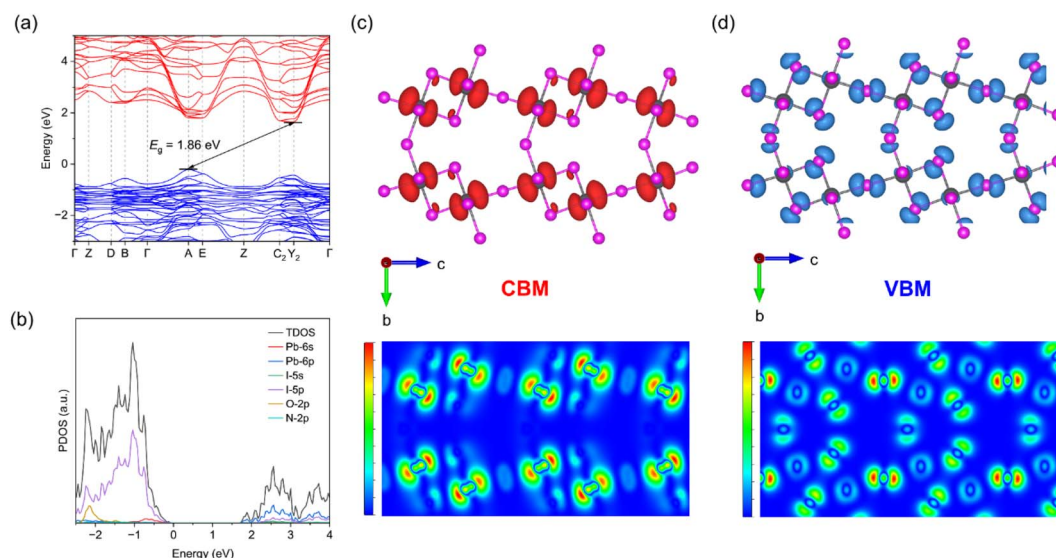 (a)
Energy (eV)
4
2
0
−2
E_g = 1.86 eV
Γ Z D B Γ A E Z C₂ Y₂ Γ
(b)
PDOS (a.u.)
TDOS
Pb-6s
Pb-6p
I-5s
I-5p
O-2p
N-2p
−2 −1 0 1 2 3 4
Energy (eV)
(c)
c
b
CBM
(d)
c
b
VBM